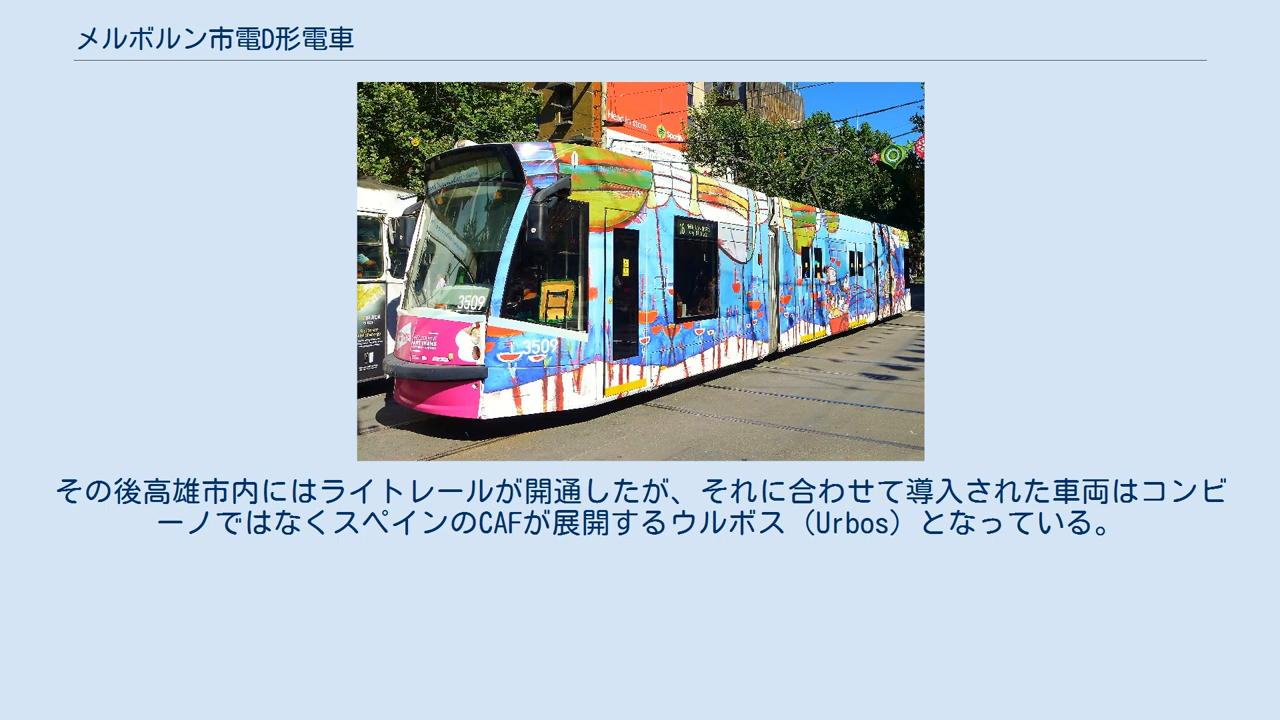 メルボルン市電D形電車
Head in store.
Spotify
3509
3509
その後高雄市内にはライトレールが開通したが、それに合わせて導入された車両はコンビ
ーノではなくスペインのCAFが展開するウルボス（Urbos）となっている。